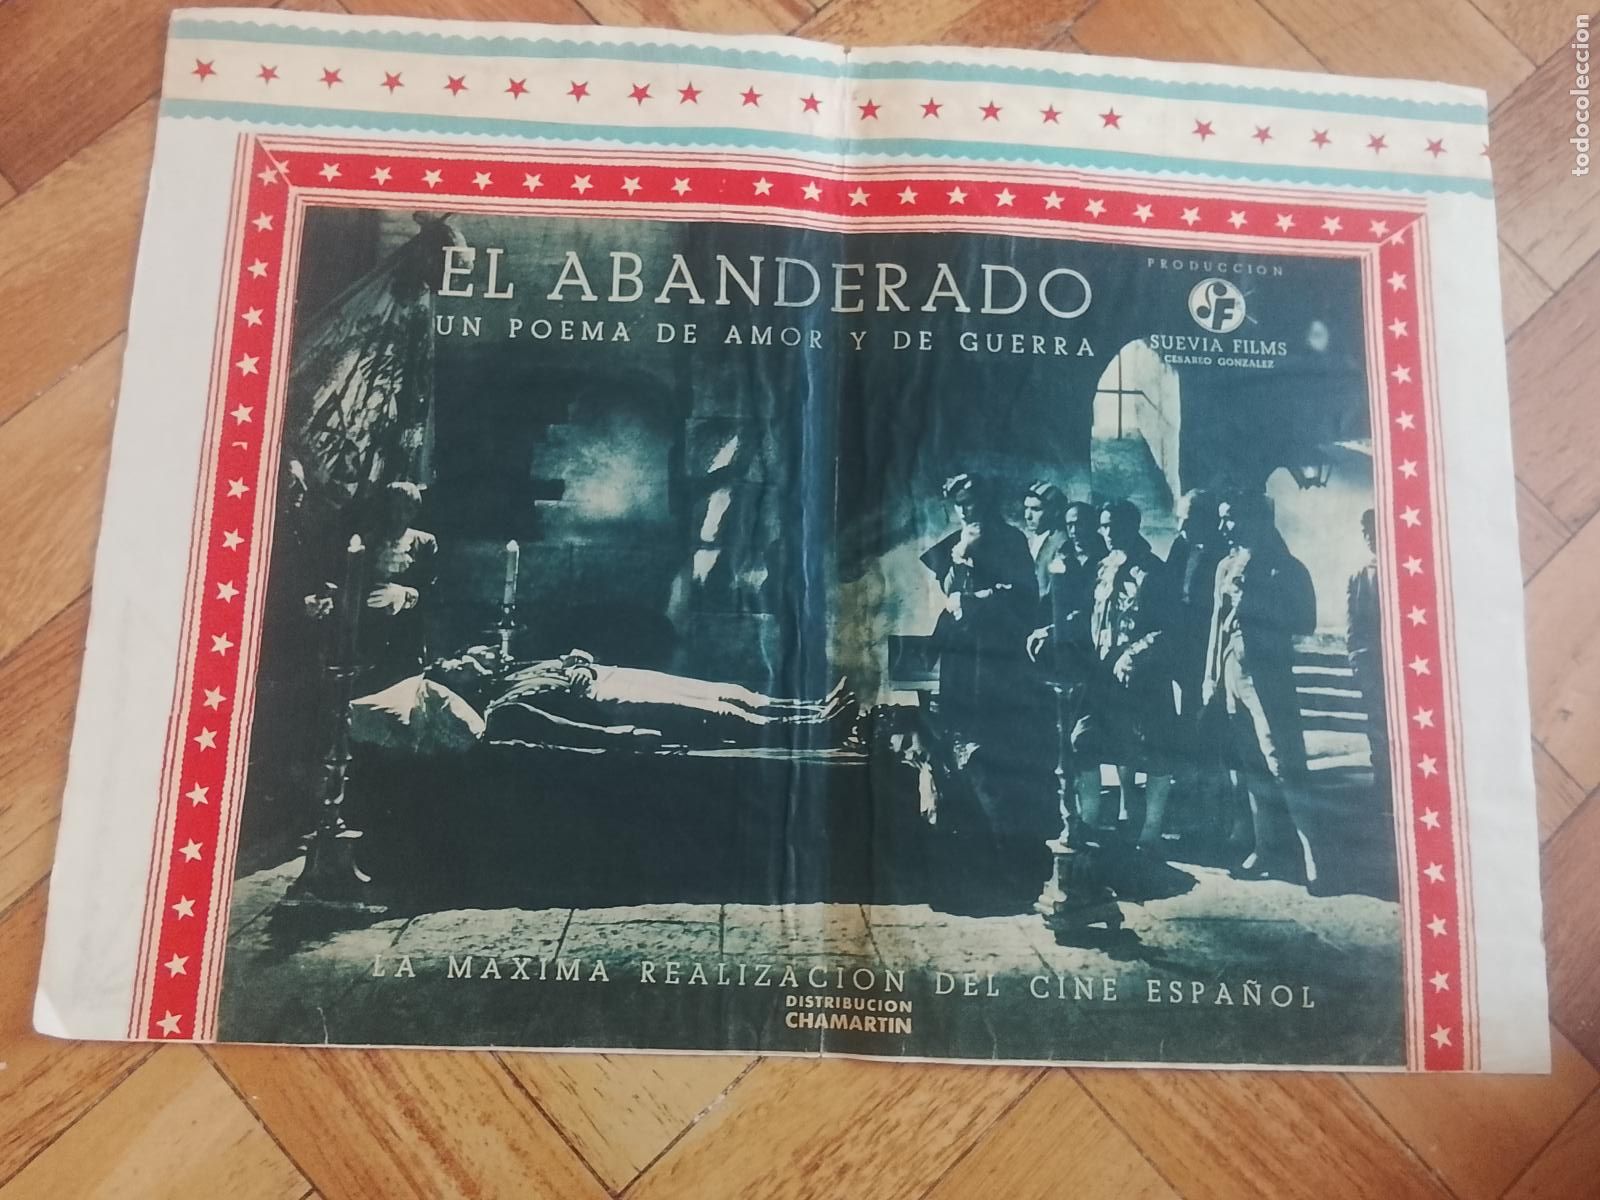 EL ABANDERADO
UN POEMA DE AMOR Y DE GUERRA
PRODUCCION
SF
SUEVIA FILMS
CESAREO GONZALEZ
LA MAXIMA REALIZACION DEL CINE ESPAÑOL
DISTRIBUCION
CHAMARTIN
todocoleccion